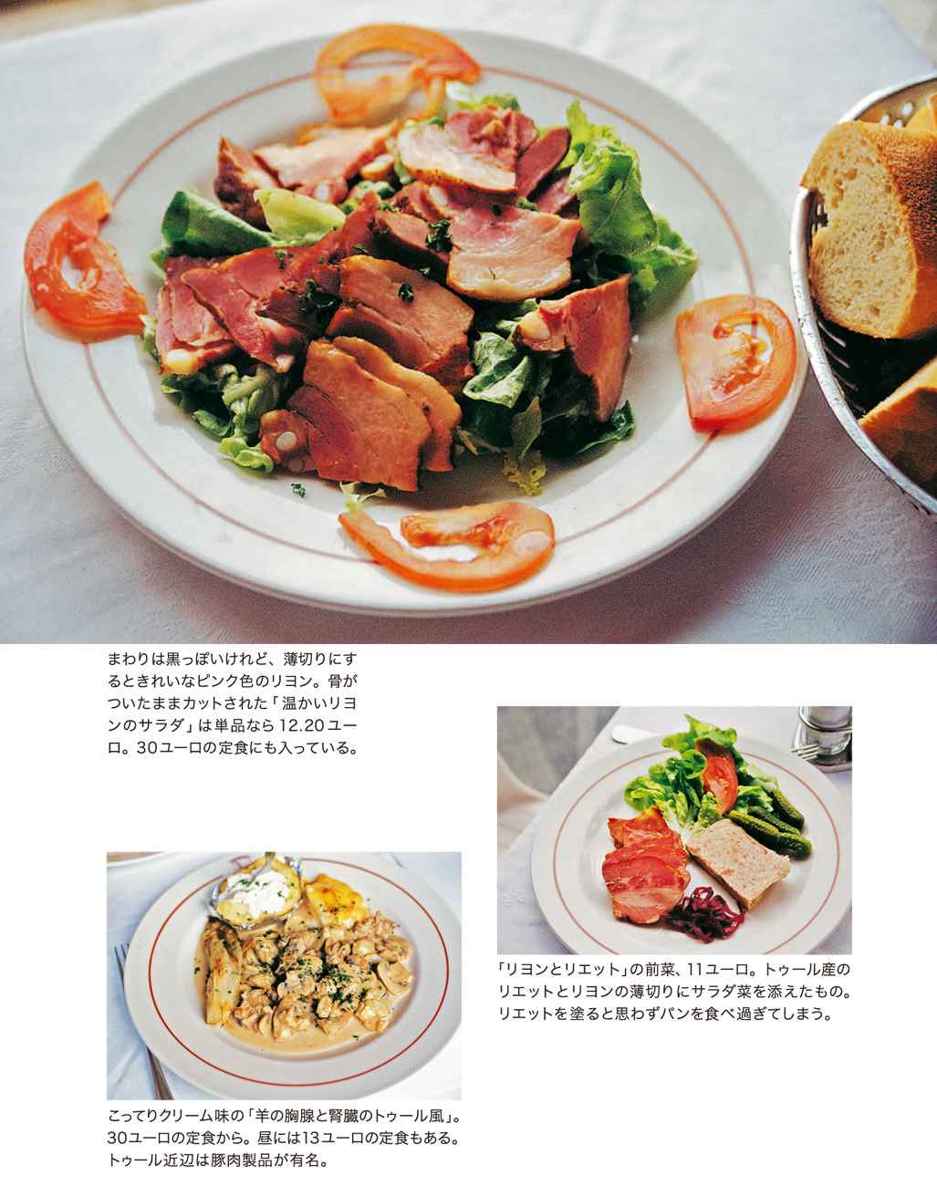 まわりは黒っぽいけれど、薄切りにす
るときれいなピンク色のリヨン。骨が
ついたままカットされた「温かいリヨ
ンのサラダ」は単品なら12.20ユー
ロ。30ユーロの定食にも入っている。
「リヨンとリエット」の前菜、11ユーロ。トゥール産の
リエットとリヨンの薄切りにサラダ菜を添えたもの。
リエットを塗ると思わずパンを食べ過ぎてしまう。
こってりクリーム味の「羊の胸腺と腎臓のトゥール風」。
30ユーロの定食から。昼には13ユーロの定食もある。
トゥール近辺は豚肉製品が有名。